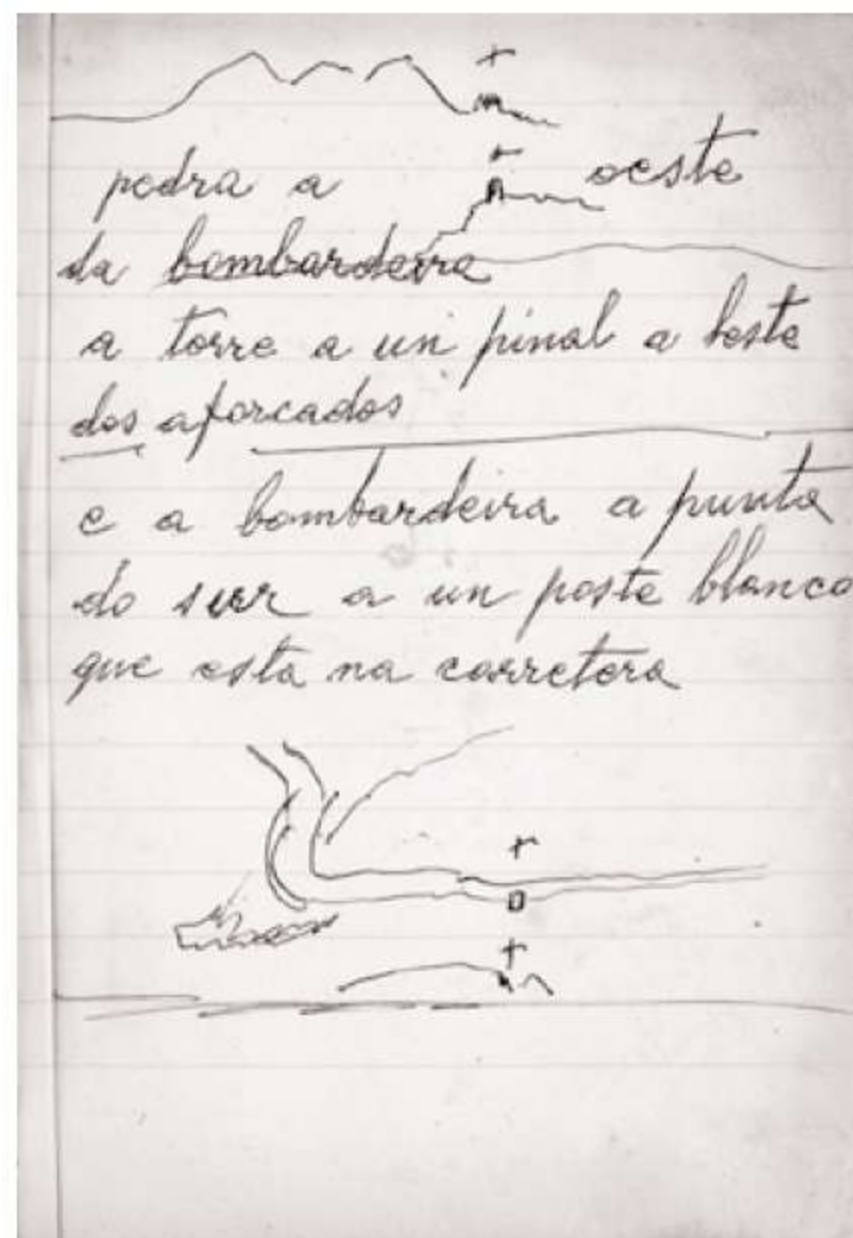 pedra a oeste
da bombardeira
a torre a un pinal a leste
dos aforcados
e a bombardeira a punta
do suer a un poste blanco
que esta na carretera